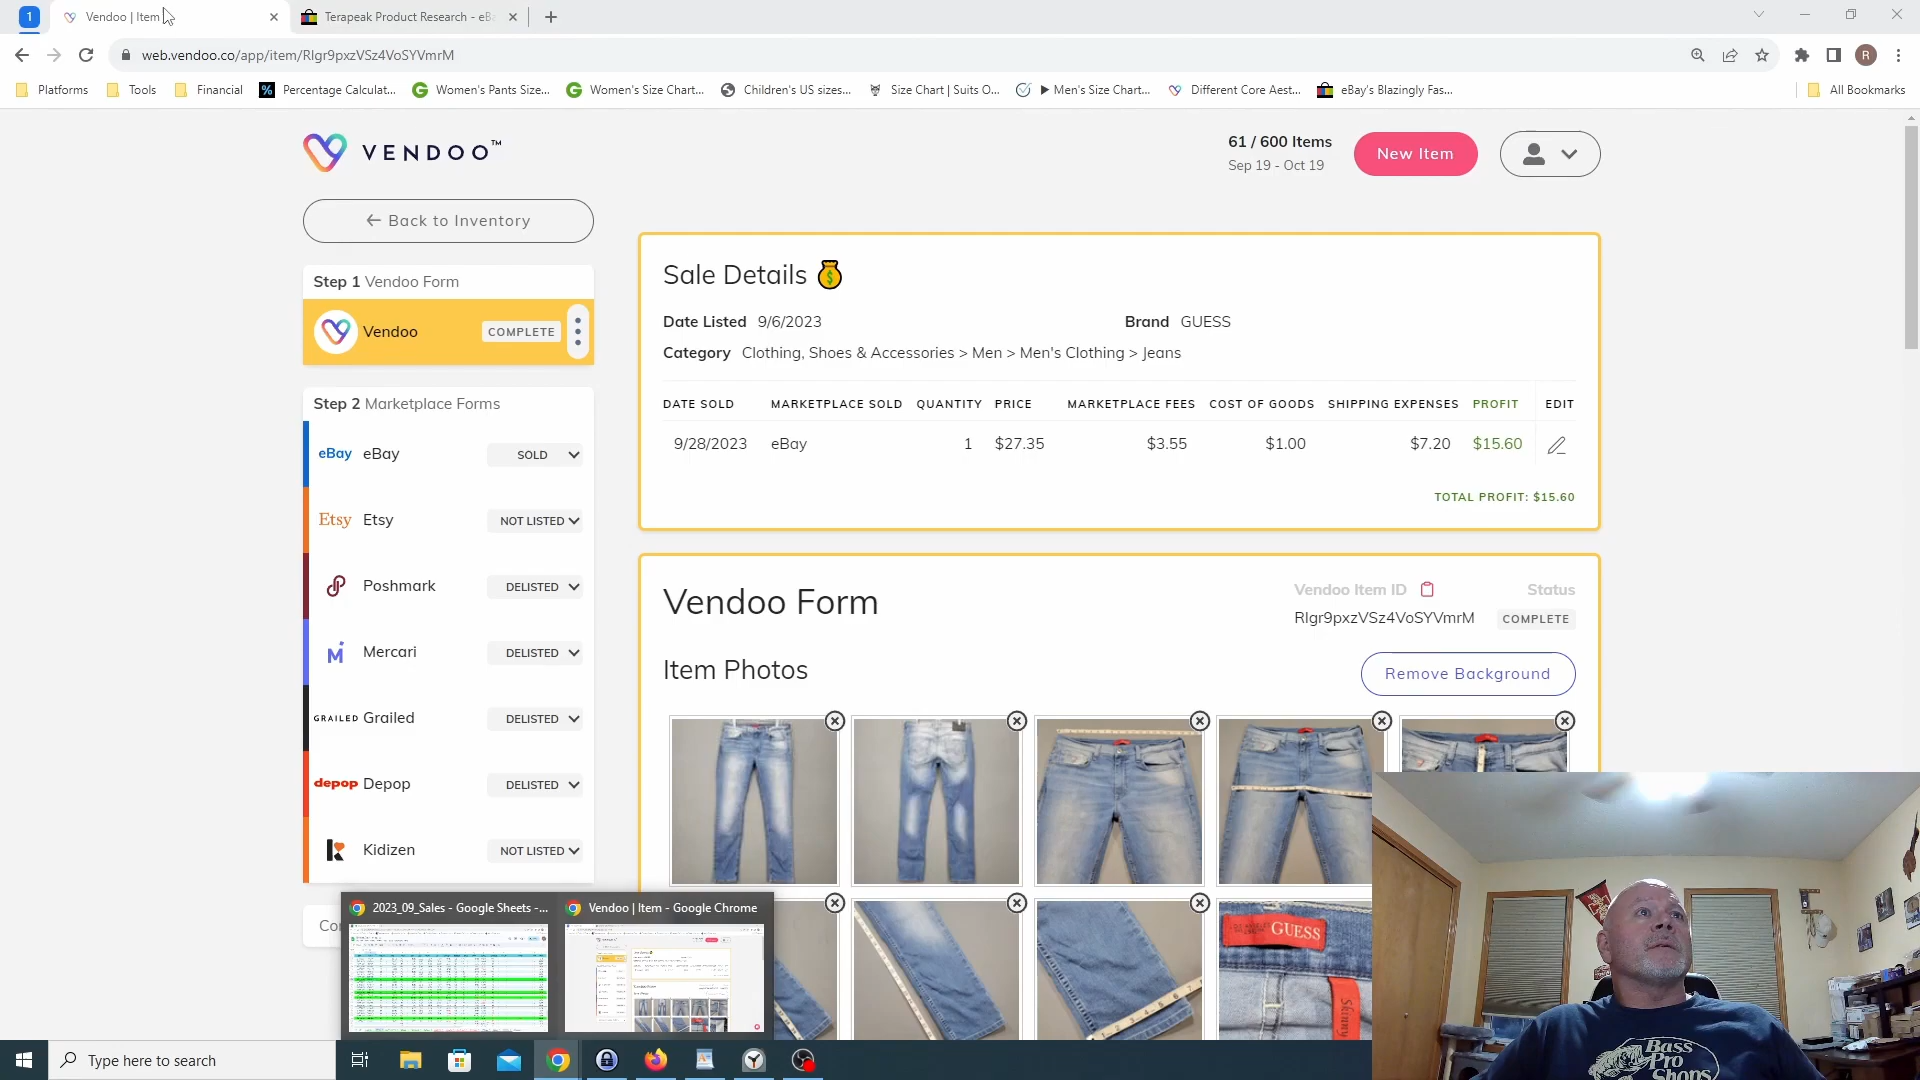 1
Vendoo | Item
Terapeak Product Research - eB
web.vendoo.co/app/item/RIgr9pxzVSz4VoSYVmrM
R
Platforms
Tools
Financial
Percentage Calculat...
Women's Pants Size...
Women's Size Chart...
Children's US sizes...
Size Chart | Suits O...
▶ Men's Size Chart...
Different Core Aest...
eBay's Blazingly Fas...
All Bookmarks
VENDOO™
61 / 600 Items
Sep 19 - Oct 19
New Item
← Back to Inventory
Step 1 Vendoo Form
Vendoo
COMPLETE
Step 2 Marketplace Forms
eBay eBay SOLD
Etsy Etsy NOT LISTED
Poshmark DELISTED
Mercari DELISTED
GRAILED Grailed DELISTED
depop Depop DELISTED
Kidizen NOT LISTED
Sale Details
Date Listed 9/6/2023
Brand GUESS
Category Clothing, Shoes & Accessories > Men > Men's Clothing > Jeans
DATE SOLD MARKETPLACE SOLD QUANTITY PRICE MARKETPLACE FEES COST OF GOODS SHIPPING EXPENSES PROFIT EDIT
9/28/2023 eBay 1 $27.35 $3.55 $1.00 $7.20 $15.60
TOTAL PROFIT: $15.60
Vendoo Form
Vendoo Item ID
Status
RIgr9pxzVSz4VoSYVmrM
COMPLETE
Item Photos
Remove Background
GUESS
Skinny
2023_09_Sales - Google Sheets -...
Vendoo | Item - Google Chrome
Type here to search
Bass
Pro
Shops